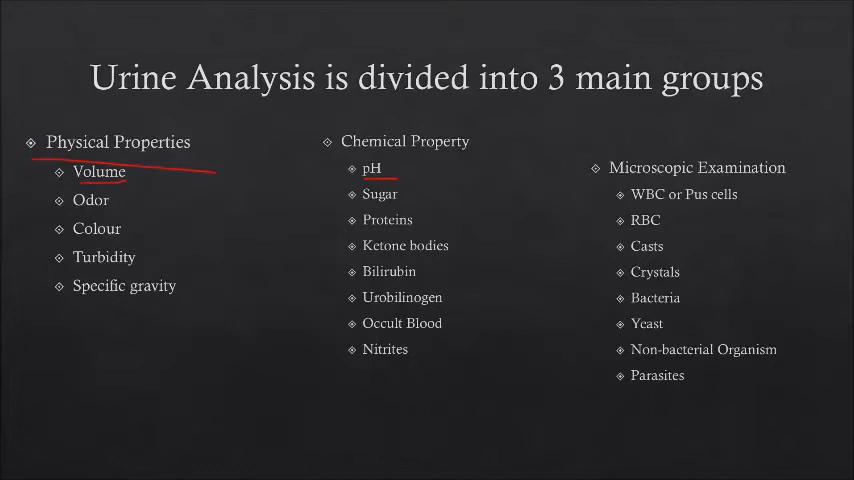 Urine Analysis is divided into 3 main groups
Physical Properties
Volume
Odor
Colour
Turbidity
Specific gravity
Chemical Property
pH
Sugar
Proteins
Ketone bodies
Bilirubin
Urobilinogen
Occult Blood
Nitrites
Microscopic Examination
WBC or Pus cells
RBC
Casts
Crystals
Bacteria
Yeast
Non-bacterial Organism
Parasites